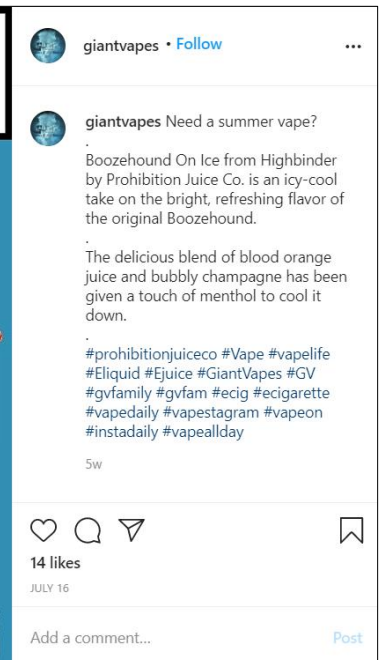 giantvapes • Follow
giantvapes Need a summer vape?
.
Boozehound On Ice from Highbinder
by Prohibition Juice Co. is an icy-cool
take on the bright, refreshing flavor of
the original Boozehound.
.
The delicious blend of blood orange
juice and bubbly champagne has been
given a touch of menthol to cool it
down.
.
#prohibitionjuiceco #Vape #vapelife
#Eliquid #Ejuice #GiantVapes #GV
#gvfamily #gvfam #ecig #ecigarette
#vapedaily #vapestagram #vapeon
#instadaily #vapeallday
5w
14 likes
JULY 16
Add a comment... Post